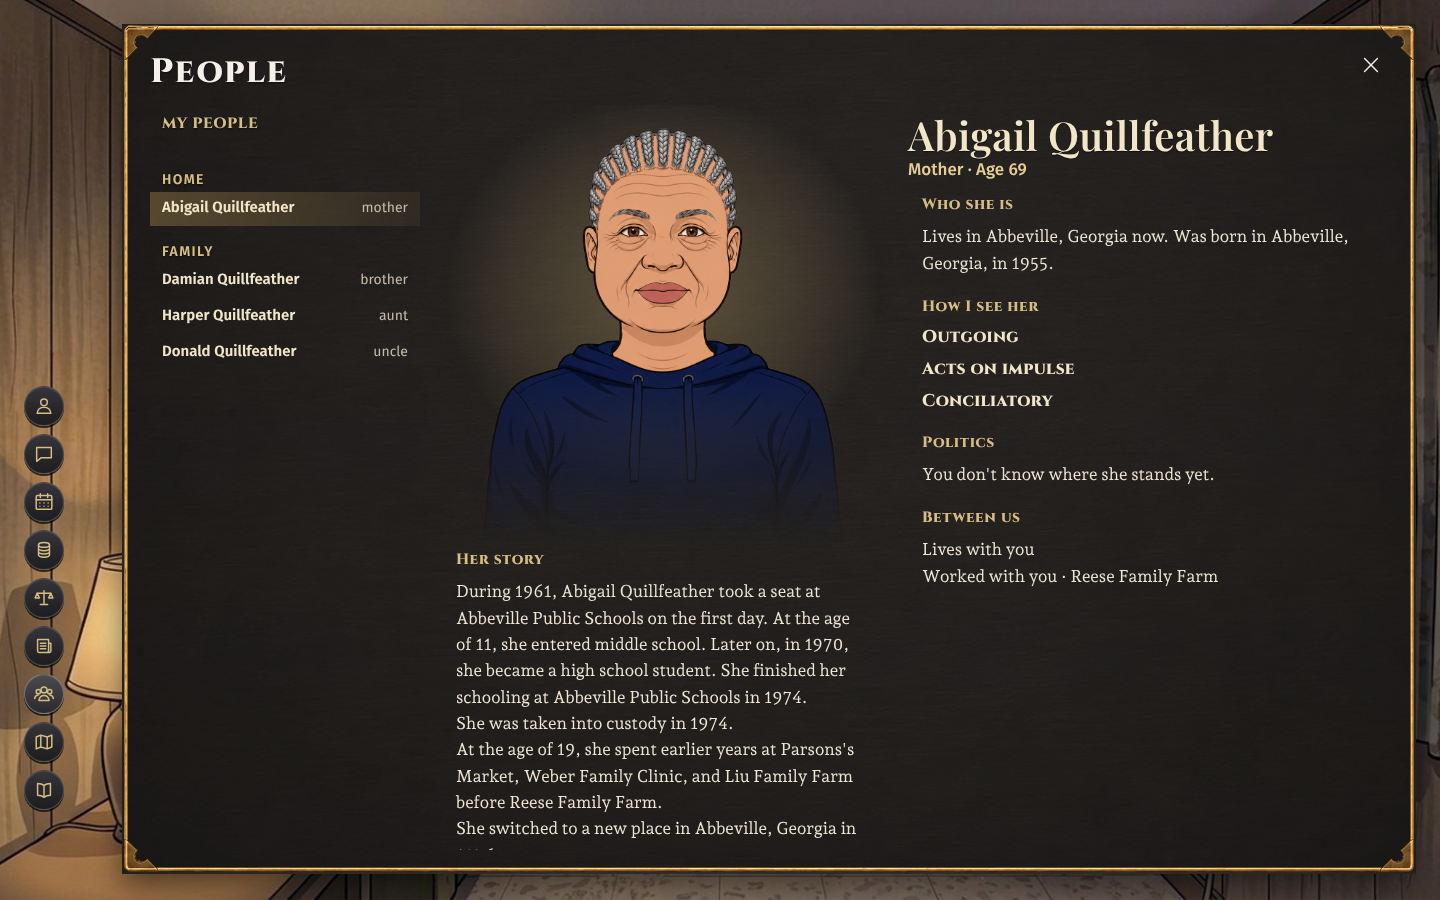 People
My People
Home
Abigail Quillfeather mother
Family
Damian Quillfeather brother
Harper Quillfeather aunt
Donald Quillfeather uncle
Her story
During 1961, Abigail Quillfeather took a seat at
Abbeville Public Schools on the first day. At the age
of 11, she entered middle school. Later on, in 1970,
she became a high school student. She finished her
schooling at Abbeville Public Schools in 1974.
She was taken into custody in 1974.
At the age of 19, she spent earlier years at Parsons's
Market, Weber Family Clinic, and Liu Family Farm
before Reese Family Farm.
She switched to a new place in Abbeville, Georgia in
Abigail Quillfeather
Mother · Age 69
Who she is
Lives in Abbeville, Georgia now. Was born in Abbeville,
Georgia, in 1955.
How I see her
Outgoing
Acts on impulse
Conciliatory
Politics
You don't know where she stands yet.
Between us
Lives with you
Worked with you · Reese Family Farm